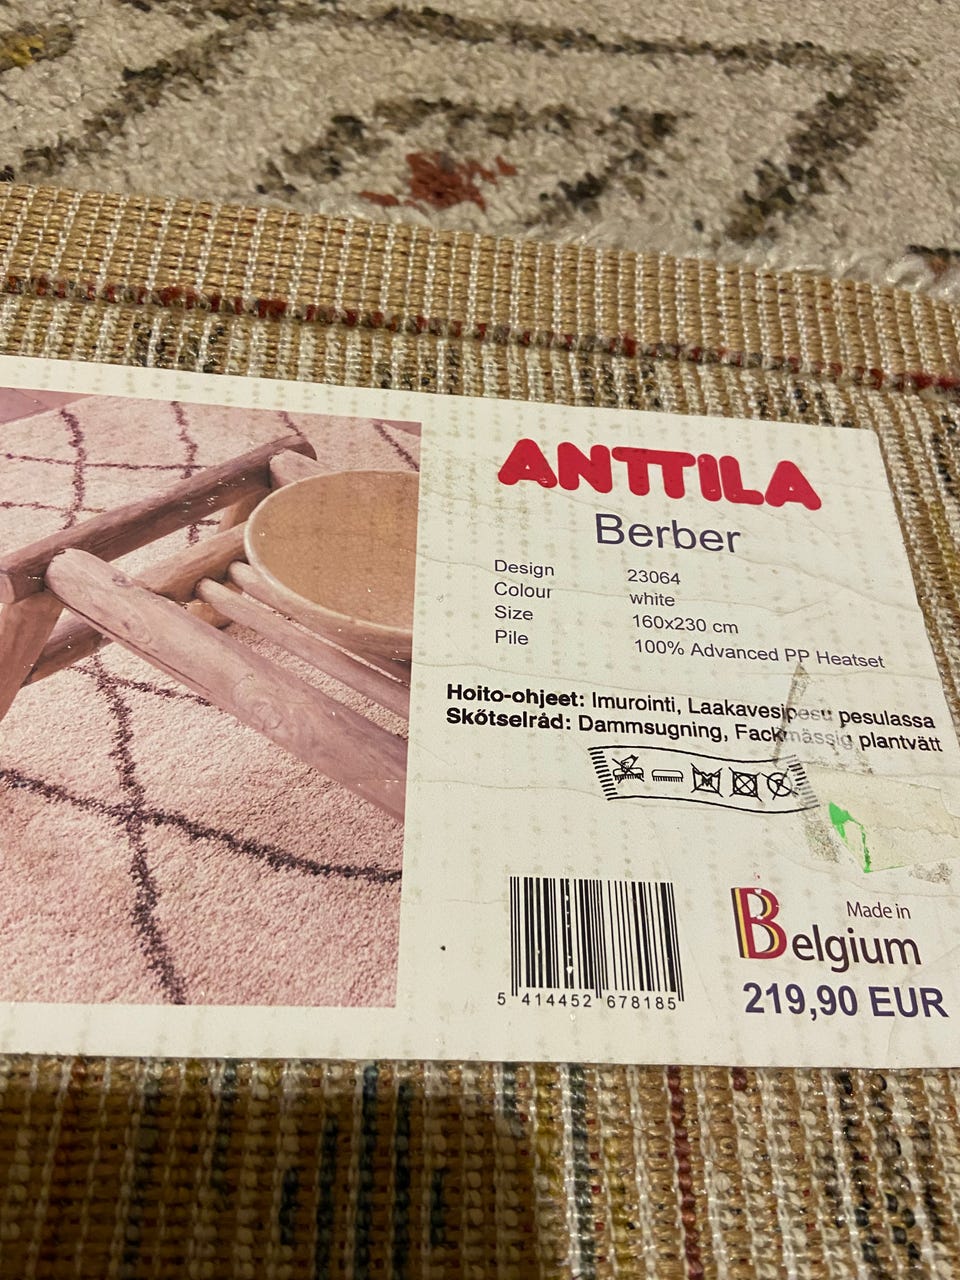 ANTTILA
Berber
Design 23064
Colour white
Size 160x230 cm
Pile 100% Advanced PP Heatset
Hoito-ohjeet: Imurointi, Laakavesipesu pesulassa
Skötselråd: Dammsugning, Fackmässig plantvätt
Made in
Belgium
5 414452 678185
219,90 EUR